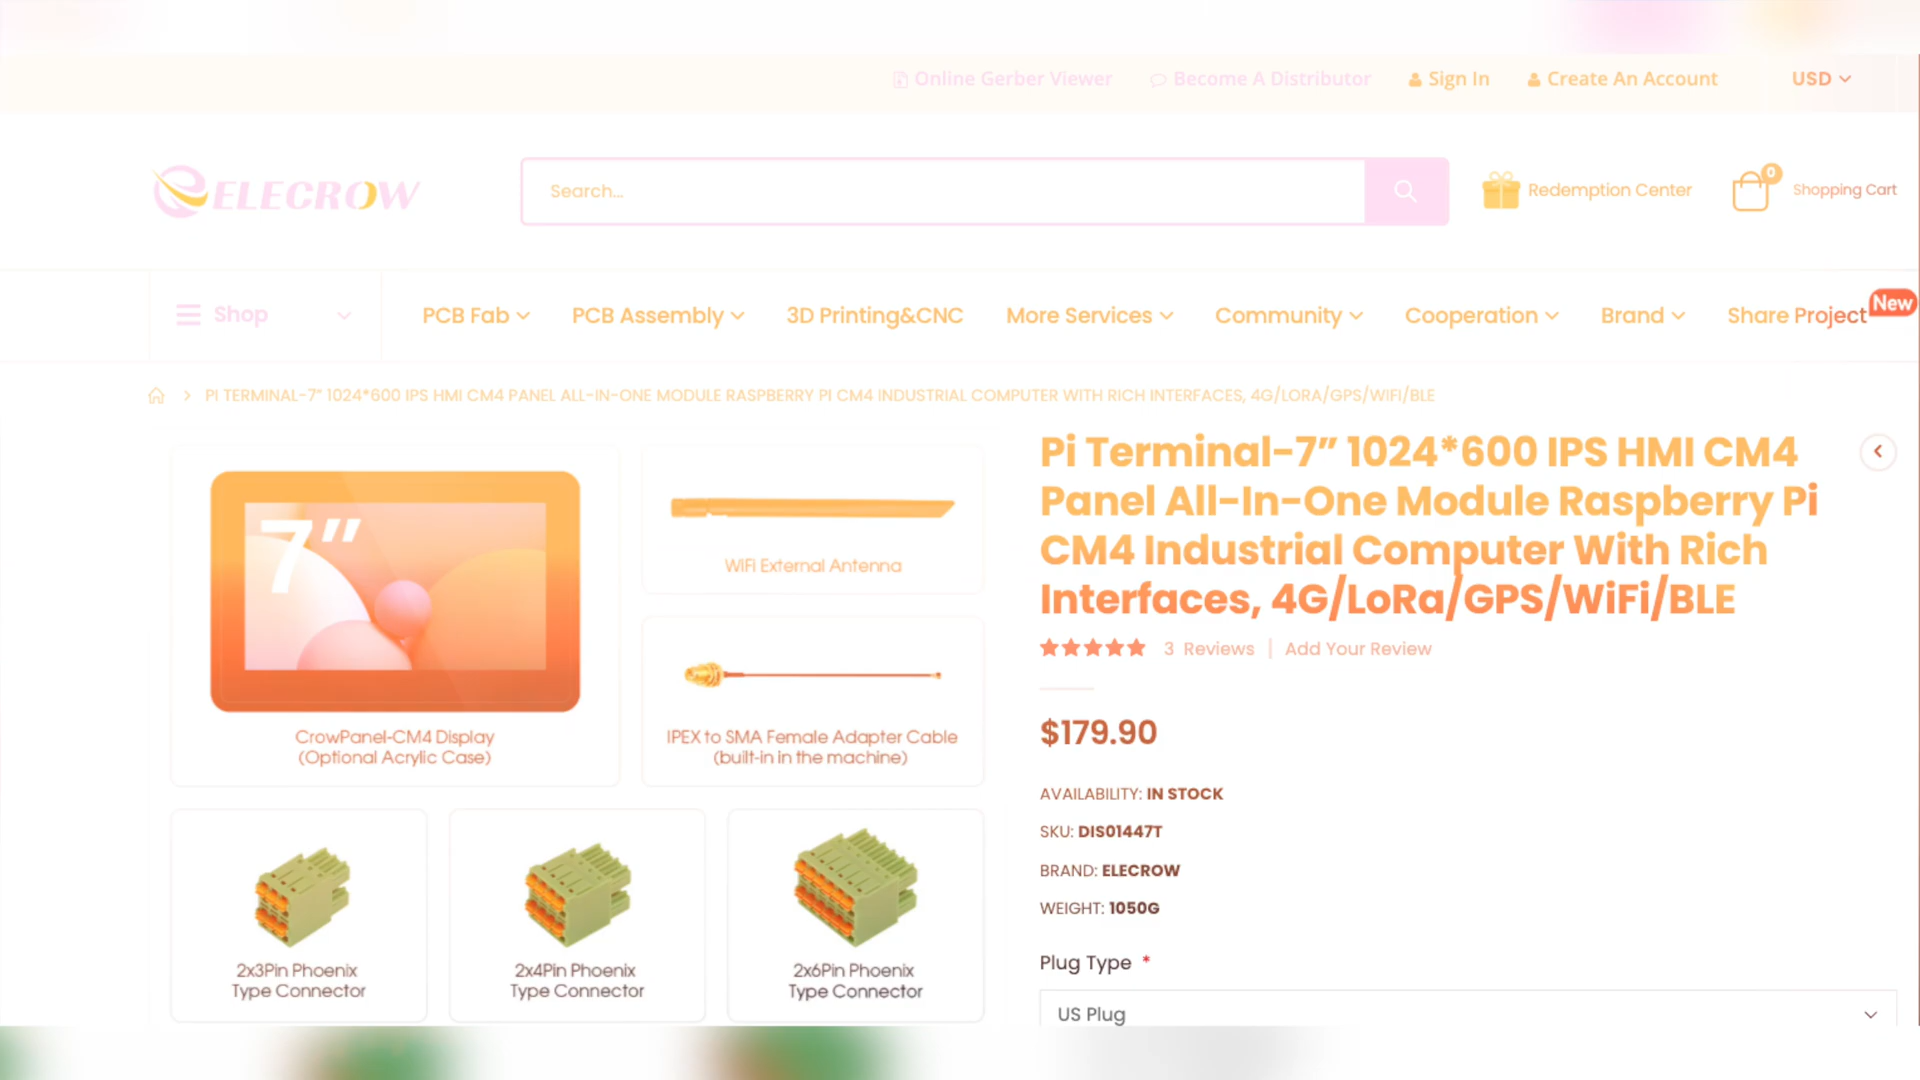 Online Gerber Viewer
Become A Distributor
Sign In
Create An Account
USD
ELECROW
Search...
Redemption Center
0
Shopping Cart
Shop
PCB Fab
PCB Assembly
3D Printing&CNC
More Services
Community
Cooperation
Brand
Share Project
New
PI TERMINAL-7" 1024*600 IPS HMI CM4 PANEL ALL-IN-ONE MODULE RASPBERRY PI CM4 INDUSTRIAL COMPUTER WITH RICH INTERFACES, 4G/LORA/GPS/WIFI/BLE
7"
CrowPanel-CM4 Display
(Optional Acrylic Case)
WiFi External Antenna
IPEX to SMA Female Adapter Cable
(built-in in the machine)
2x3Pin Phoenix
Type Connector
2x4Pin Phoenix
Type Connector
2x6Pin Phoenix
Type Connector
Pi Terminal-7” 1024*600 IPS HMI CM4
Panel All-In-One Module Raspberry Pi
CM4 Industrial Computer With Rich
Interfaces, 4G/LoRa/GPS/WiFi/BLE
3 Reviews | Add Your Review
$179.90
AVAILABILITY: IN STOCK
SKU: DIS01447T
BRAND: ELECROW
WEIGHT: 1050G
Plug Type *
US Plug